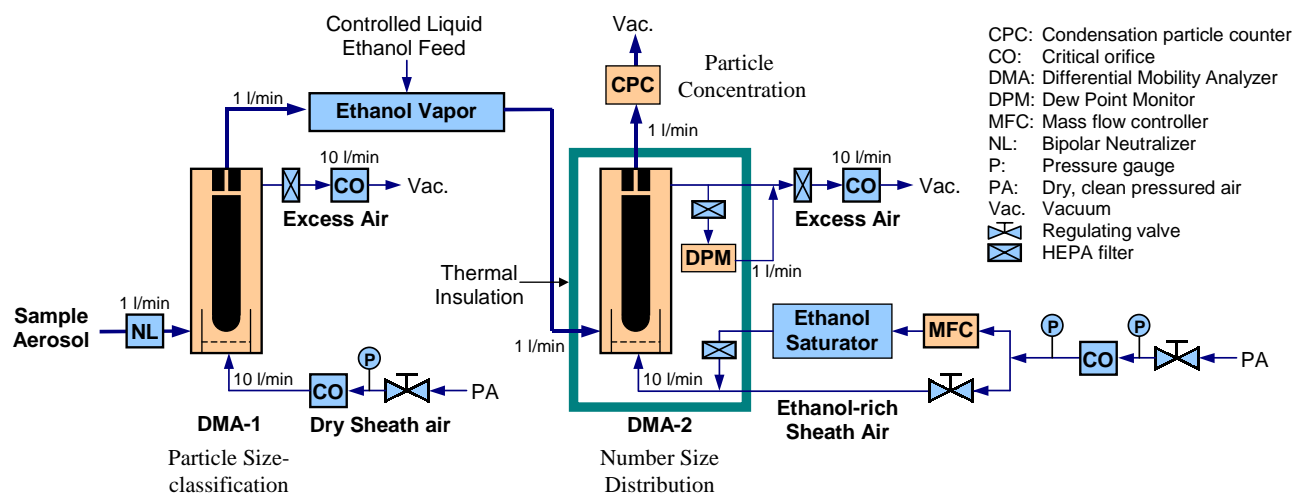 Controlled Liquid
Ethanol Feed
1 l/min
Ethanol Vapor
Vac.
CPC
Particle
Concentration
1 l/min
10 l/min
CO
Vac.
Excess Air
10 l/min
CO
Vac.
Excess Air
DPM
1 l/min
Thermal
Insulation
Sample
Aerosol
1 l/min
NL
10 l/min
CO
P
PA
DMA-1
Dry Sheath air
Particle Size-
classification
1 l/min
10 l/min
Ethanol
Saturator
MFC
P
CO
P
PA
DMA-2
Ethanol-rich
Sheath Air
Number Size
Distribution
CPC: Condensation particle counter
CO: Critical orifice
DMA: Differential Mobility Analyzer
DPM: Dew Point Monitor
MFC: Mass flow controller
NL: Bipolar Neutralizer
P: Pressure gauge
PA: Dry, clean pressured air
Vac. Vacuum
Regulating valve
HEPA filter